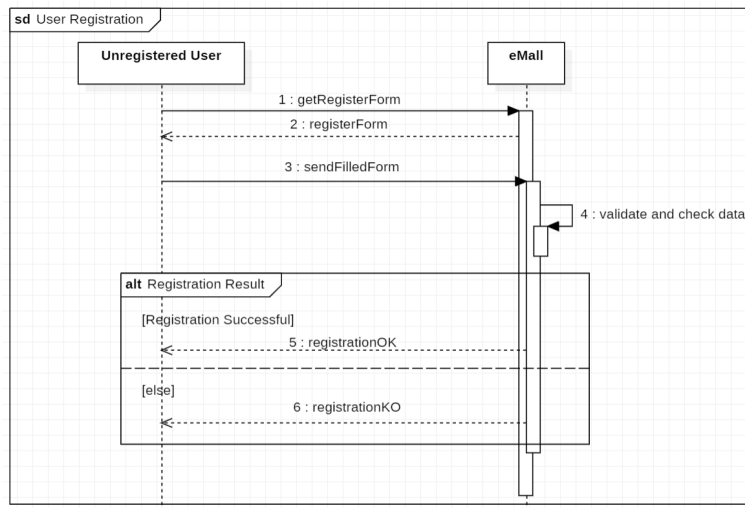 sd User Registration
Unregistered User
eMall
1 : getRegisterForm
2 : registerForm
3 : sendFilledForm
4 : validate and check data
alt Registration Result
[Registration Successful]
5 : registrationOK
[else]
6 : registrationKO